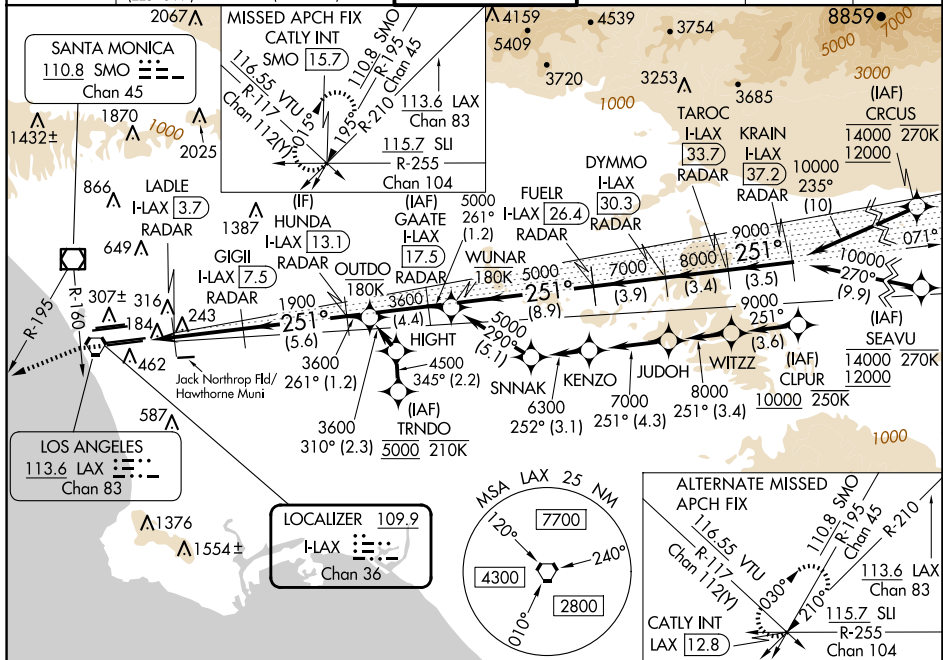 2067
MISSED APCH FIX
CATLY INT
SMO 15.7
110.8 SMO
R-195
Chan 45
116.55 VTU
R-117
Chan 112(Y)
015°
195°
R-210
113.6 LAX
Chan 83
115.7 SLI
R-255
Chan 104
4159
5409
4539
3754
3720
3253
3685
8859
7000
5000
3000
1000
SANTA MONICA
110.8 SMO
Chan 45
1432±
1870
1000
2025
866
649
307±
316
184
243
462
587
1387
1376
1554±
R-195
R-160
LADLE
I-LAX 3.7
RADAR
GIGII
I-LAX 7.5
RADAR
(IF)
HUNDA
I-LAX 13.1
RADAR
OUTDO
180K
(IAF)
GAATE
I-LAX
17.5
RADAR
5000
261°
(1.2)
WUNAR
180K
FUELR
I-LAX 26.4
RADAR
DYMMO
I-LAX
30.3
RADAR
TAROC
I-LAX
33.7
RADAR
KRAIN
I-LAX
37.2
RADAR
10000
235°
(10)
(IAF)
CRCUS
14000 270K
12000
071°
10000
270°
(9.9)
(IAF)
SEAVU
14000 270K
12000
1900
251°
(5.6)
3600
(4.4)
5000
251°
(8.9)
7000
(3.9)
8000
(3.4)
9000
251°
(3.5)
3600
261° (1.2)
HIGHT
4500
345° (2.2)
(IAF)
TRNDO
5000 210K
3600
310° (2.3)
5000
290°
(5.1)
SNNAK
6300
252° (3.1)
KENZO
7000
251° (4.3)
JUDOH
8000
251° (3.4)
WITZZ
9000
251°
(3.6)
(IAF)
CLPUR
10000 250K
1000
Jack Northrop Fld/
Hawthorne Muni
LOS ANGELES
113.6 LAX
Chan 83
LOCALIZER 109.9
I-LAX
Chan 36
MSA LAX 25 NM
120°
7700
240°
4300
2800
010°
ALTERNATE MISSED
APCH FIX
116.55 VTU
R-117
Chan 112(Y)
110.8 SMO
R-195
Chan 45
R-210
030°
210°
113.6 LAX
Chan 83
115.7 SLI
R-255
Chan 104
CATLY INT
LAX 12.8